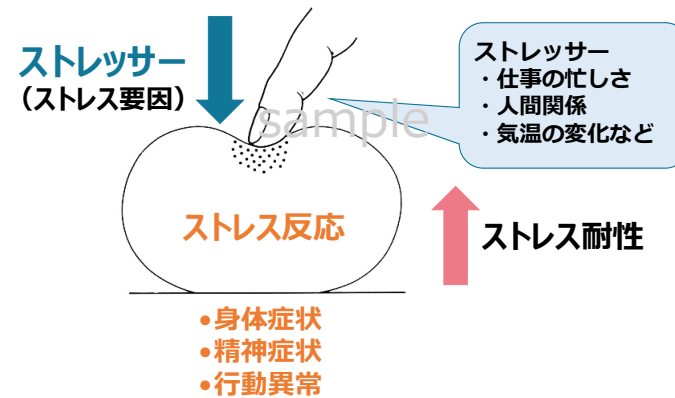 ストレッサー
（ストレス要因）
sample
ストレッサー
・仕事の忙しさ
・人間関係
・気温の変化など
ストレス反応
ストレス耐性
•身体症状
•精神症状
•行動異常